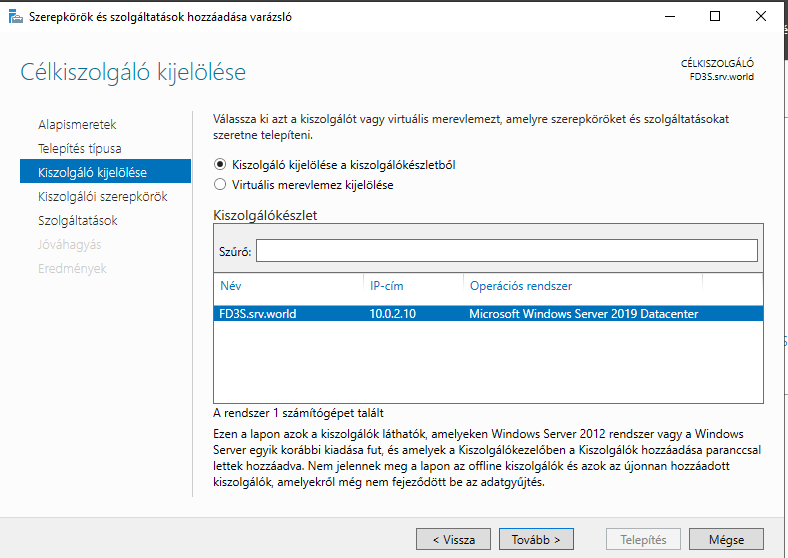 Szerepkörök és szolgáltatások hozzáadása varázsló
Célkiszolgáló kijelölése
CÉLKISZOLGÁLÓ
FD3S.srv.world
Alapismeretek
Telepítés típusa
Kiszolgáló kijelölése
Kiszolgálói szerepkörök
Szolgáltatások
Jóváhagyás
Eredmények
Válassza ki azt a kiszolgálót vagy virtuális merevlemezt, amelyre szerepköröket és szolgáltatásokat
szeretne telepíteni.
Kiszolgáló kijelölése a kiszolgálókészletből
Virtuális merevlemez kijelölése
Kiszolgálókészlet
Szűrő:
Név IP-cím Operációs rendszer
FD3S.srv.world 10.0.2.10 Microsoft Windows Server 2019 Datacenter
A rendszer 1 számítógépet talált
Ezen a lapon azok a kiszolgálók láthatók, amelyeken Windows Server 2012 rendszer vagy a Windows
Server egyik korábbi kiadása fut, és amelyek a Kiszolgálókezelőben a Kiszolgálók hozzáadása paranccsal
lettek hozzáadva. Nem jelennek meg a lapon az offline kiszolgálók és azok az újonnan hozzáadott
kiszolgálók, amelyekről még nem fejeződött be az adatgyűjtés.
< Vissza Tovább > Telepítés Mégse